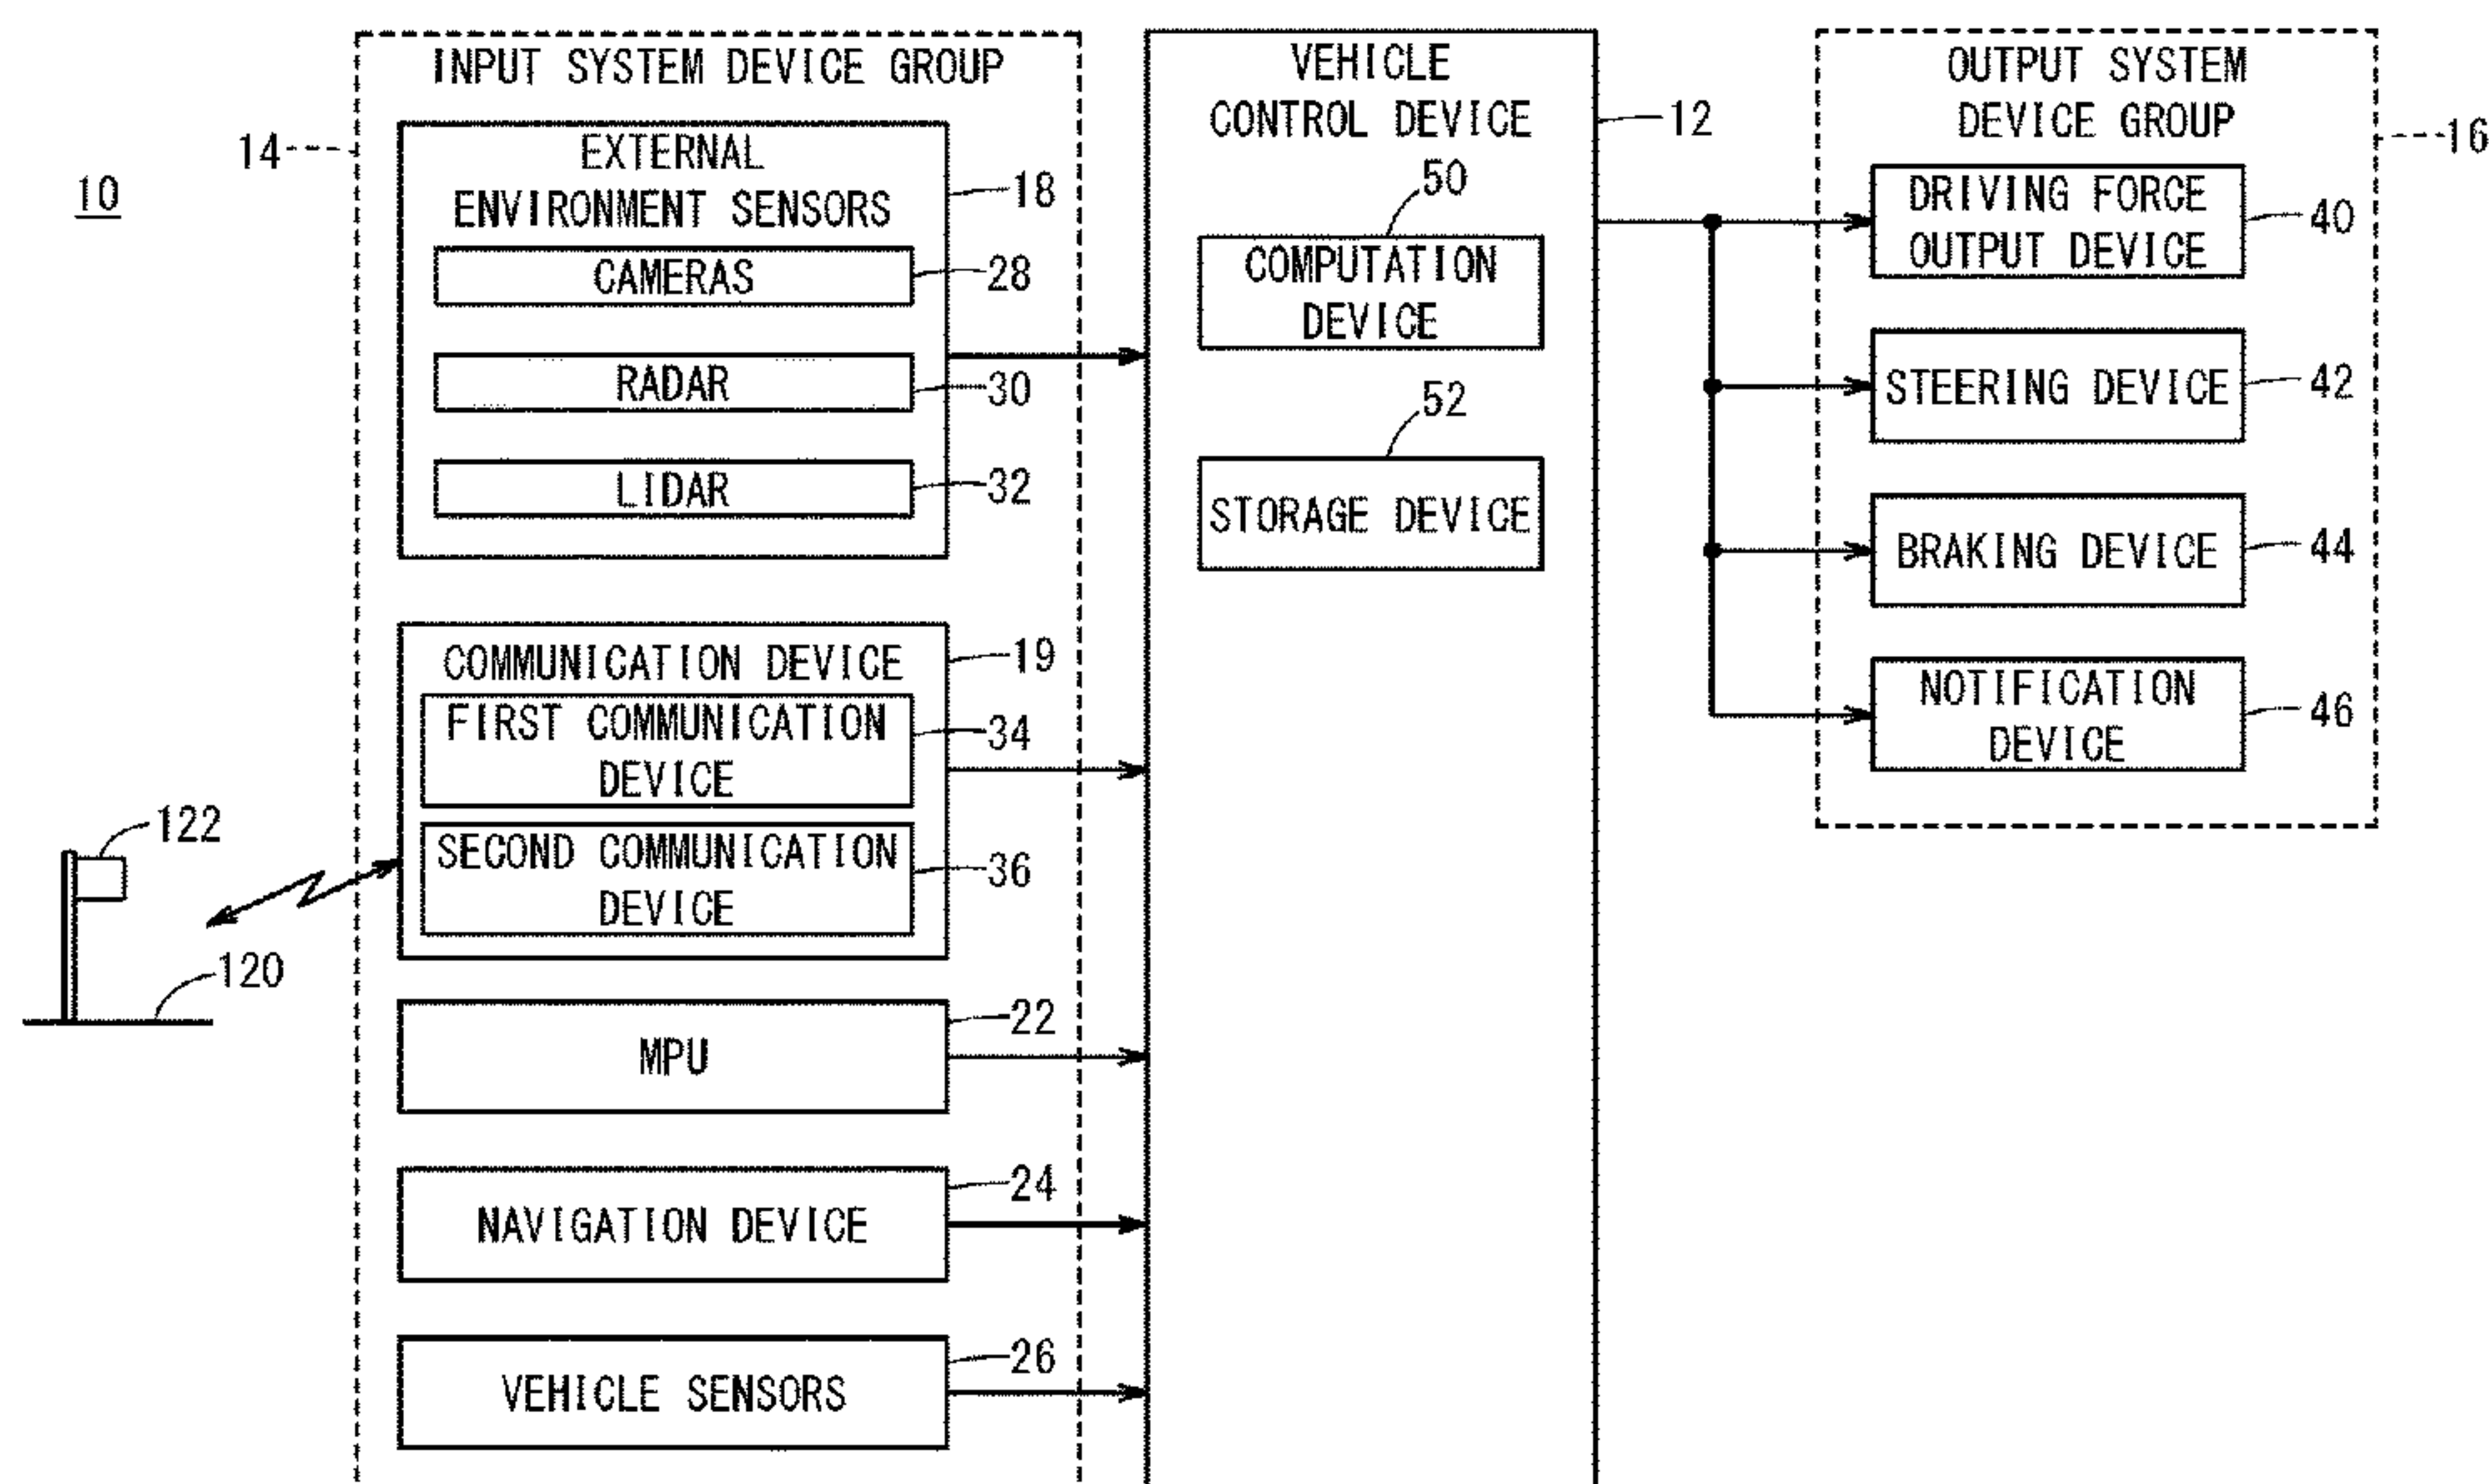 10
14
INPUT SYSTEM DEVICE GROUP
EXTERNAL
ENVIRONMENT SENSORS
18
CAMERAS
28
RADAR
30
LIDAR
32
COMMUNICATION DEVICE
19
FIRST COMMUNICATION
DEVICE
34
SECOND COMMUNICATION
DEVICE
36
122
120
MPU
22
NAVIGATION DEVICE
24
VEHICLE SENSORS
26
VEHICLE
CONTROL DEVICE
12
50
COMPUTATION
DEVICE
52
STORAGE DEVICE
OUTPUT SYSTEM
DEVICE GROUP
16
DRIVING FORCE
OUTPUT DEVICE
40
STEERING DEVICE
42
BRAKING DEVICE
44
NOTIFICATION
DEVICE
46